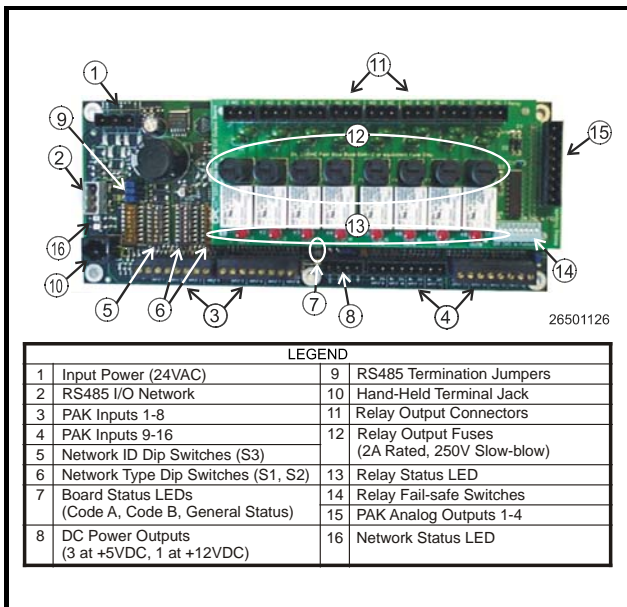 1
11
9
12
15
2
13
16
14
10
5
6
3
7
8
4
26501126
LEGEND
1 Input Power (24VAC) 9 RS485 Termination Jumpers
2 RS485 I/O Network 10 Hand-Held Terminal Jack
3 PAK Inputs 1-8 11 Relay Output Connectors
4 PAK Inputs 9-16 12 Relay Output Fuses
(2A Rated, 250V Slow-blow)
5 Network ID Dip Switches (S3)
6 Network Type Dip Switches (S1, S2) 13 Relay Status LED
7 Board Status LEDs 14 Relay Fail-safe Switches
(Code A, Code B, General Status) 15 PAK Analog Outputs 1-4
8 DC Power Outputs 16 Network Status LED
(3 at +5VDC, 1 at +12VDC)